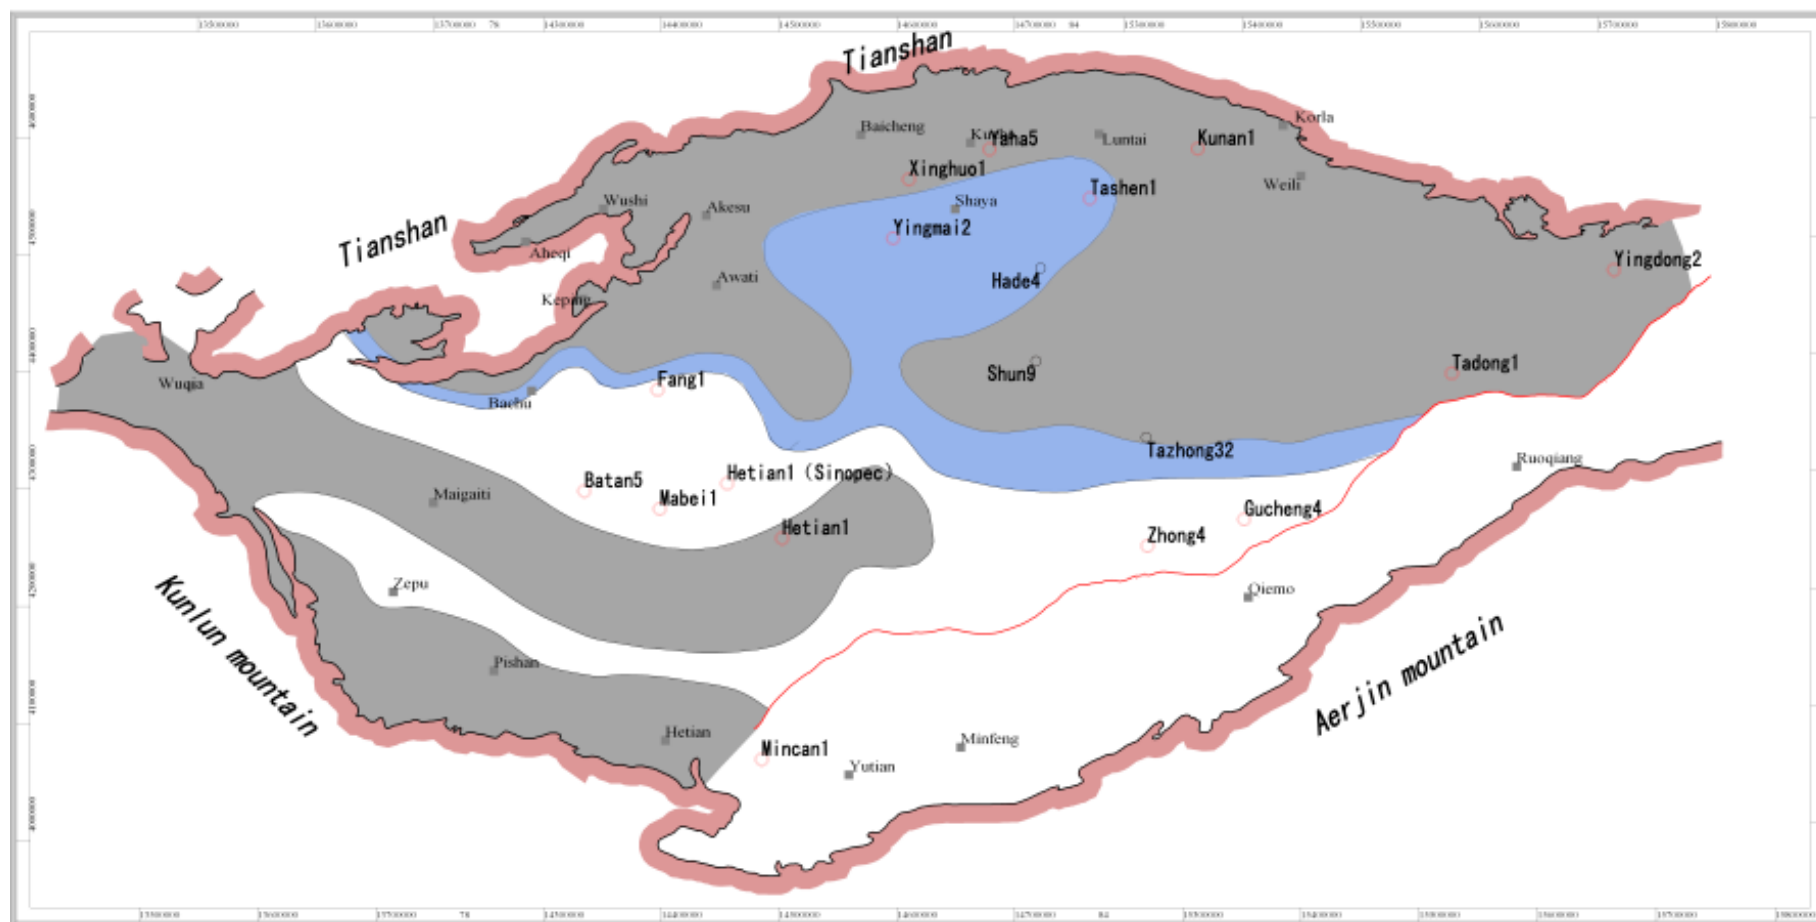 Tianshan
Korla
Baicheng
Yaha5
Luntai
Kunan1
Xinghuo1
Tashen1
Weili
Wushi
Akesu
Shaya
Yingmai2
Tianshan
Aheqi
Yingdong2
Awati
Hade4
Keping
Wuqia
Fang1
Shun9
Tadong1
Bachu
Tazhong32
Ruoqiang
Hetian1 (Sinopec)
Batan5
Maigaiti
Mabei1
Gucheng4
Hetian1
Zhong4
Zepu
Qiemo
Kunlun mountain
Aerjin mountain
Pishan
Hetian
Mincan1
Minfeng
Yutian